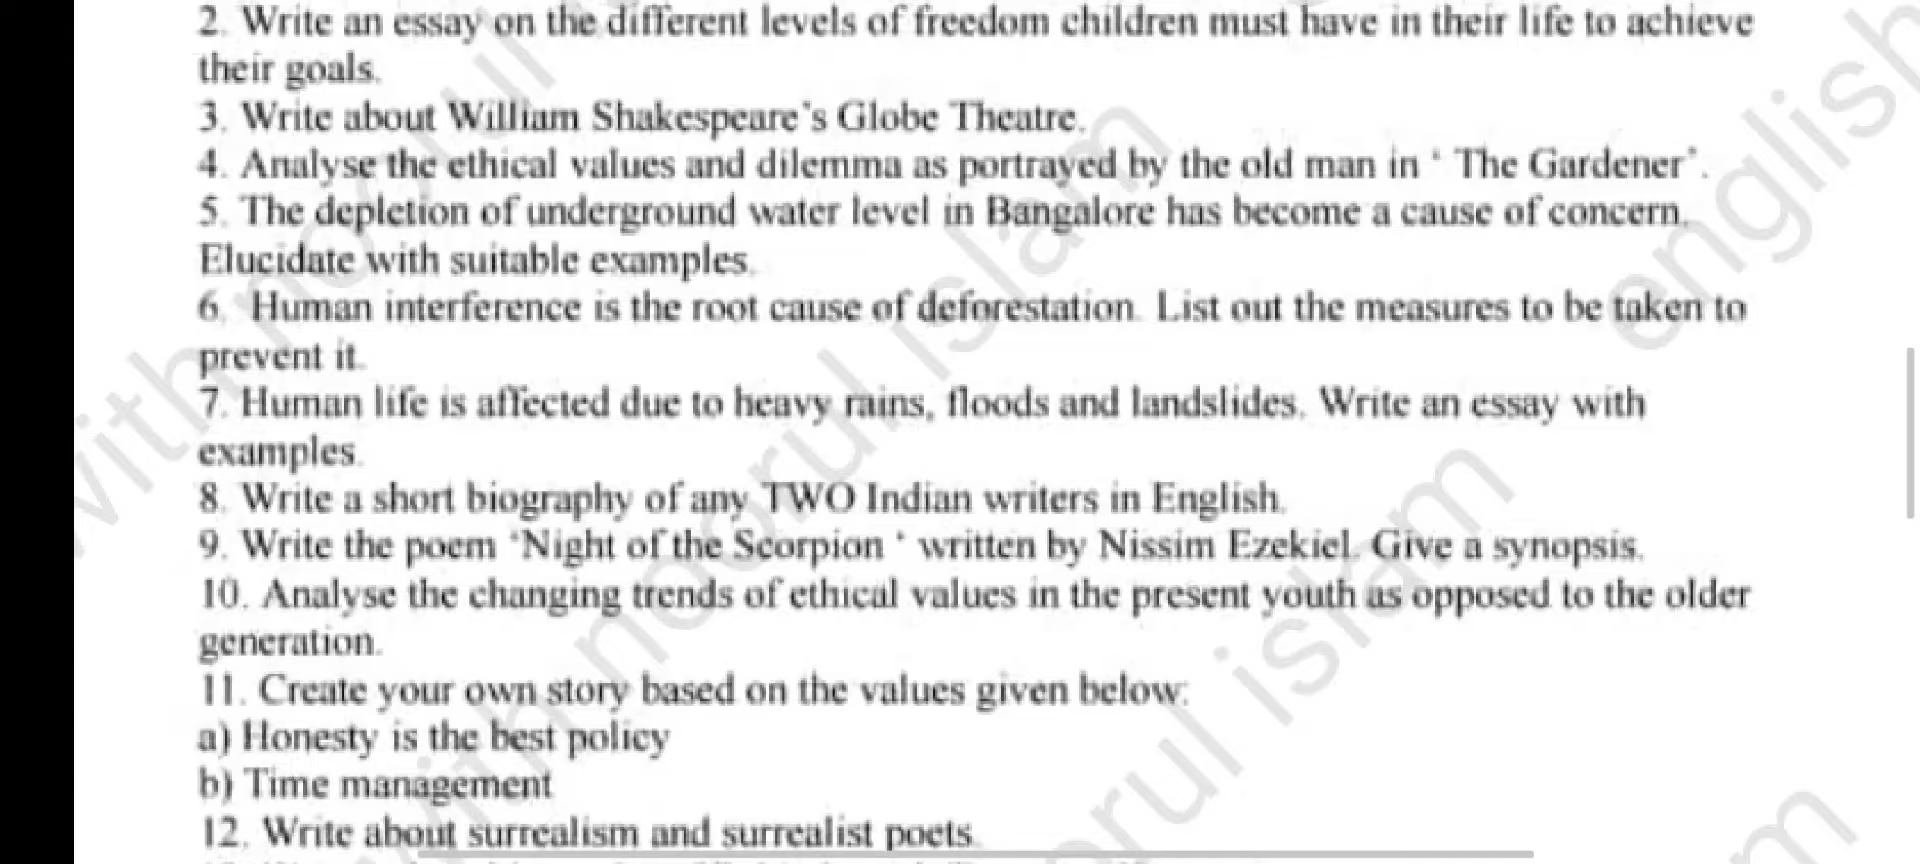 2. Write an essay on the different levels of freedom children must have in their life to achieve
their goals.
3. Write about William Shakespeare's Globe Theatre.
4. Analyse the ethical values and dilemma as portrayed by the old man in ' The Gardener'.
5. The depletion of underground water level in Bangalore has become a cause of concern.
Elucidate with suitable examples.
6. Human interference is the root cause of deforestation. List out the measures to be taken to
prevent it.
7. Human life is affected due to heavy rains, floods and landslides. Write an essay with
examples.
8. Write a short biography of any TWO Indian writers in English.
9. Write the poem 'Night of the Scorpion ' written by Nissim Ezekiel. Give a synopsis.
10. Analyse the changing trends of ethical values in the present youth as opposed to the older
generation.
11. Create your own story based on the values given below:
a) Honesty is the best policy
b) Time management
12. Write about surrealism and surrealist poets.
with noorul islam
english
with noorul islam